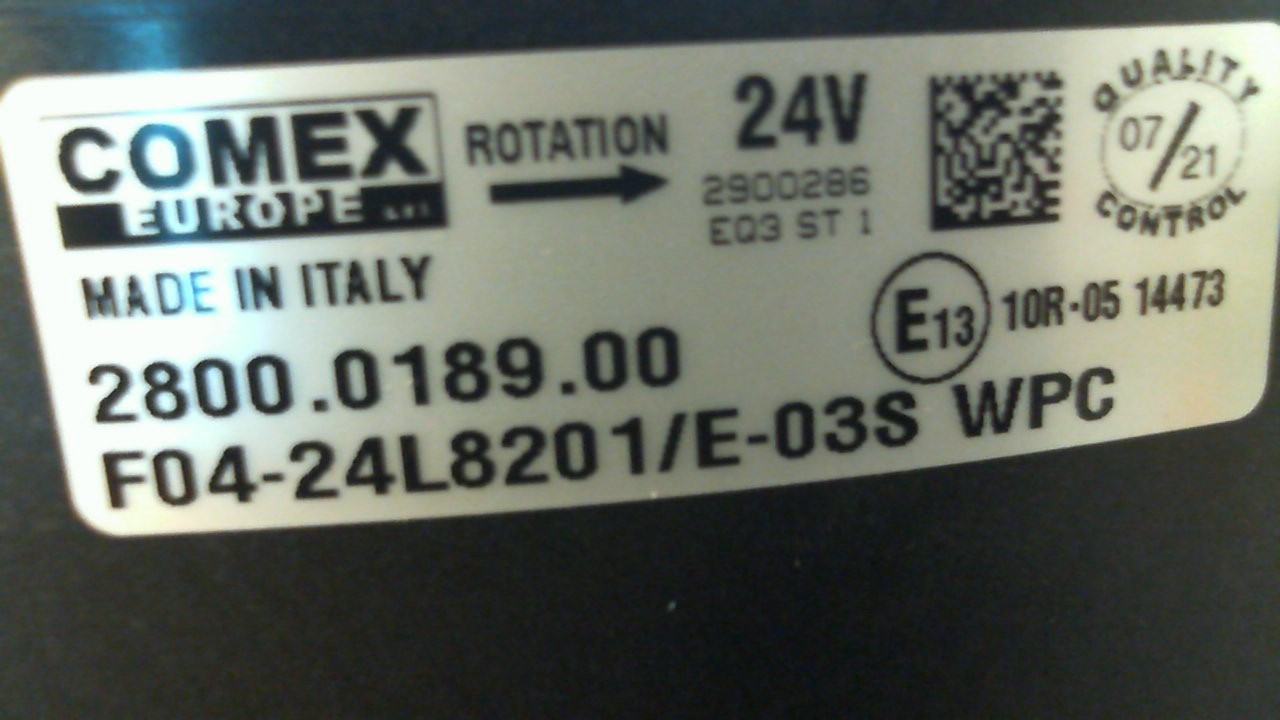 COMEX
EUROPE s.r.l.
ROTATION
24V
2900286
EQ3 ST 1
QUALITY
07/21
CONTROL
MADE IN ITALY
E13 10R-05 14473
2800.0189.00
F04-24L8201/E-03S WPC